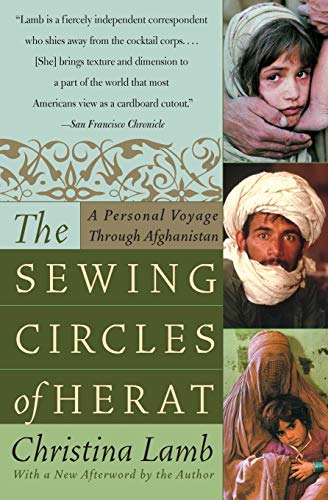 “Lamb is a fiercely independent correspondent
who shies away from the cocktail corps. . . .
[She] brings texture and dimension to
a part of the world that most
Americans view as a cardboard cutout.”
—San Francisco Chronicle
The
A Personal Voyage
Through Afghanistan
SEWING
CIRCLES
of HERAT
Christina Lamb
With a New Afterword by the Author